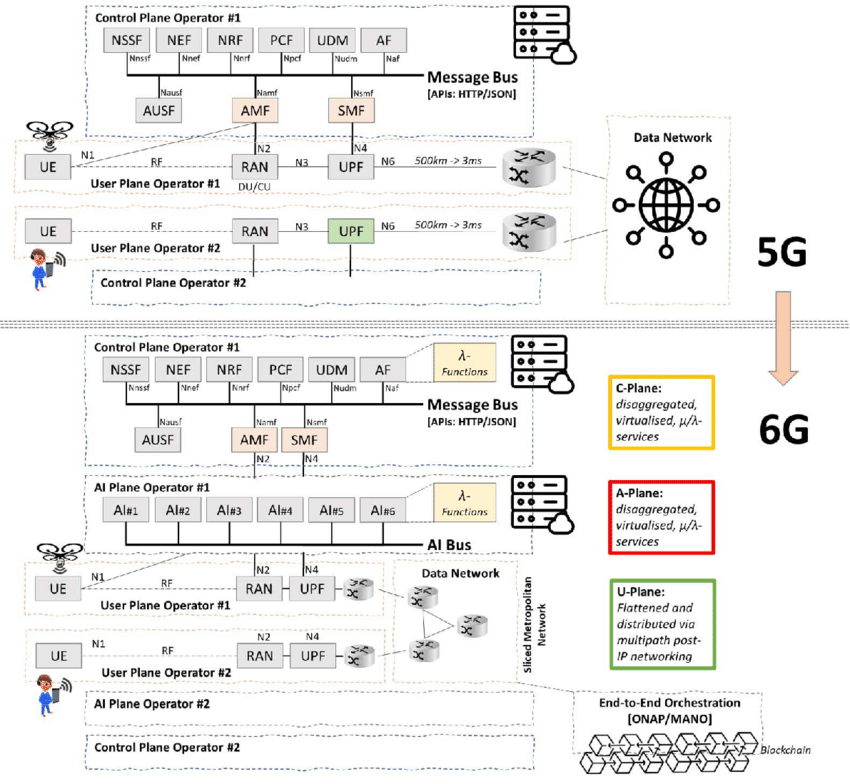 Control Plane Operator #1
NSSF NEF NRF PCF UDM AF
Nnssf Nnef Nnrf Npcf Nudm Naf
Message Bus
[APIs: HTTP/JSON]
Nausf Namf Nsmf
AUSF AMF SMF
N1 N2 N4
Data Network
UE RF RAN N3 UPF N6 500km -> 3ms
DU/CU
User Plane Operator #1
UE RF RAN N3 UPF N6 500km -> 3ms
User Plane Operator #2
Control Plane Operator #2
5G
Control Plane Operator #1
NSSF NEF NRF PCF UDM AF
λ-
Functions
Nnssf Nnef Nnrf Npcf Nudm Naf
Message Bus
[APIs: HTTP/JSON]
Nausf Namf Nsmf
AUSF AMF SMF
N2 N4
C-Plane:
disaggregated,
virtualised, μ/λ-
services
6G
AI Plane Operator #1
AI#1 AI#2 AI#3 AI#4 AI#5 AI#6
λ-
Functions
AI Bus
A-Plane:
disaggregated,
virtualised, μ/λ-
services
N1 N2 N4
UE RF RAN UPF
User Plane Operator #1
Data Network
Sliced Metropolitan
Network
U-Plane:
Flattened and
distributed via
multipath post-
IP networking
N1 N2 N4
UE RF RAN UPF
User Plane Operator #2
AI Plane Operator #2
Control Plane Operator #2
End-to-End Orchestration
[ONAP/MANO]
Blockchain